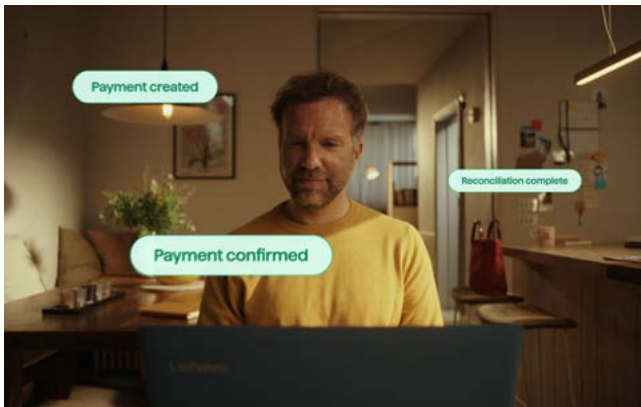 Payment created
Reconciliation complete
Payment confirmed
Lenovo